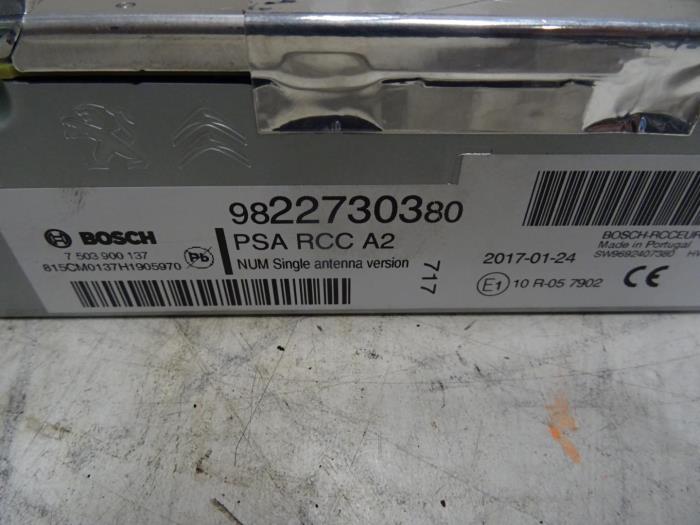 9822730380
BOSCH
PSA RCC A2
7 503 900 137
815CM0137H1905970
Pb
NUM Single antenna version
717
BOSCH-RCCEUR
Made in Portugal
2017-01-24
SW9692407380
E1 10 R-05 7902
CE